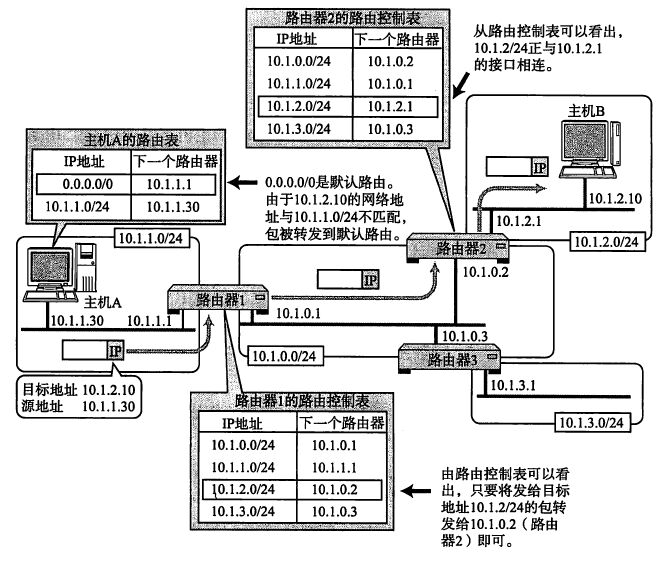 路由器2的路由控制表
IP地址 下一个路由器
10.1.0.0/24 10.1.0.2
10.1.1.0/24 10.1.0.1
10.1.2.0/24 10.1.2.1
10.1.3.0/24 10.1.0.3
从路由控制表可以看出，
10.1.2/24正与10.1.2.1
的接口相连。
主机A的路由表
IP地址 下一个路由器
0.0.0.0/0 10.1.1.1
10.1.1.0/24 10.1.1.30
0.0.0.0/0是默认路由。
由于10.1.2.10的网络地
址与10.1.1.0/24不匹配，
包被转发到默认路由。
主机B
IP
10.1.2.10
10.1.2.1
10.1.2.0/24
10.1.1.0/24
路由器2
10.1.0.2
主机A
路由器1
IP
10.1.1.30 10.1.1.1
10.1.0.1
10.1.0.3
IP
10.1.0.0/24
路由器3
10.1.3.1
10.1.3.0/24
目标地址 10.1.2.10
源地址 10.1.1.30
路由器1的路由控制表
IP地址 下一个路由器
10.1.0.0/24 10.1.0.1
10.1.1.0/24 10.1.1.1
10.1.2.0/24 10.1.0.2
10.1.3.0/24 10.1.0.3
由路由控制表可以看
出，只要将发给目标
地址10.1.2/24的包转
发给10.1.0.2（路由
器2）即可。